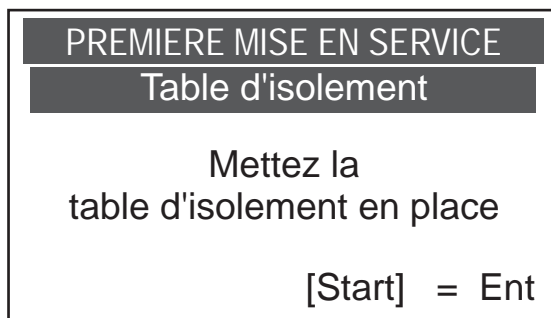 PREMIERE MISE EN SERVICE
Table d'isolement
Mettez la
table d'isolement en place
[Start] = Ent